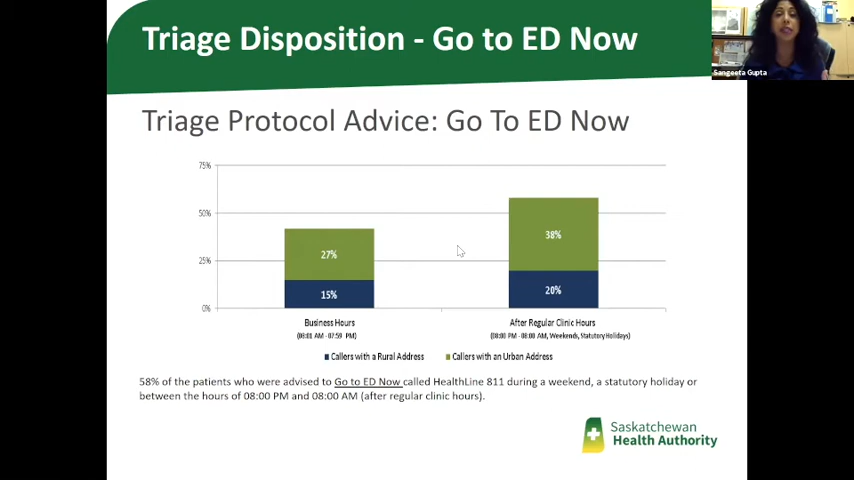 Triage Disposition - Go to ED Now
Sangeeta Gupta
Triage Protocol Advice: Go To ED Now
75%
50%
25%
0%
27%
15%
38%
20%
Business Hours
(08:01 AM - 07:59 PM)
After Regular Clinic Hours
(08:00 PM - 08:00 AM, Weekends, Statutory Holidays)
Callers with a Rural Address
Callers with an Urban Address
58% of the patients who were advised to Go to ED Now called HealthLine 811 during a weekend, a statutory holiday or
between the hours of 08:00 PM and 08:00 AM (after regular clinic hours).
Saskatchewan
Health Authority